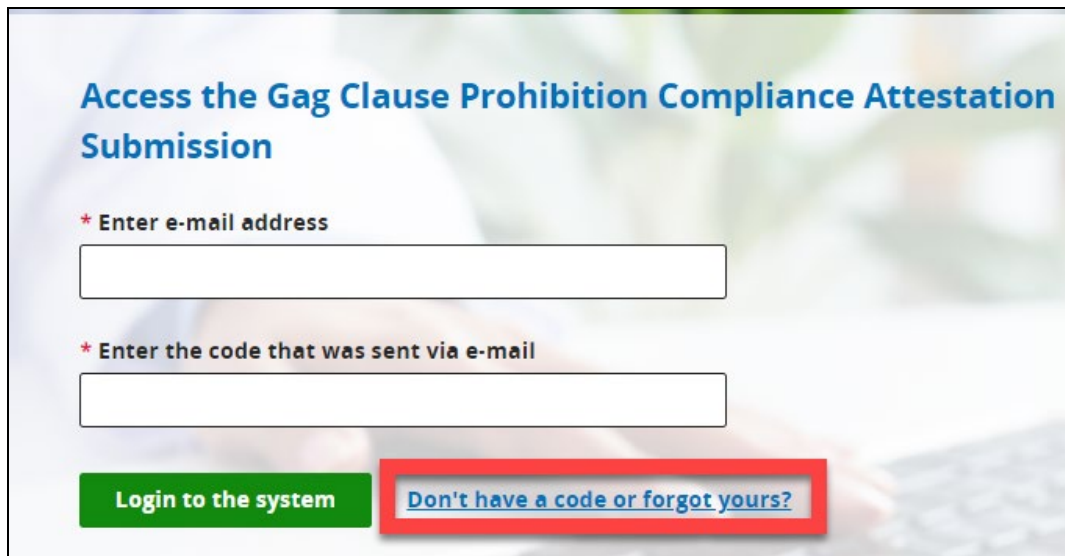 Access the Gag Clause Prohibition Compliance Attestation
Submission
* Enter e-mail address
* Enter the code that was sent via e-mail
Login to the system
Don't have a code or forgot yours?